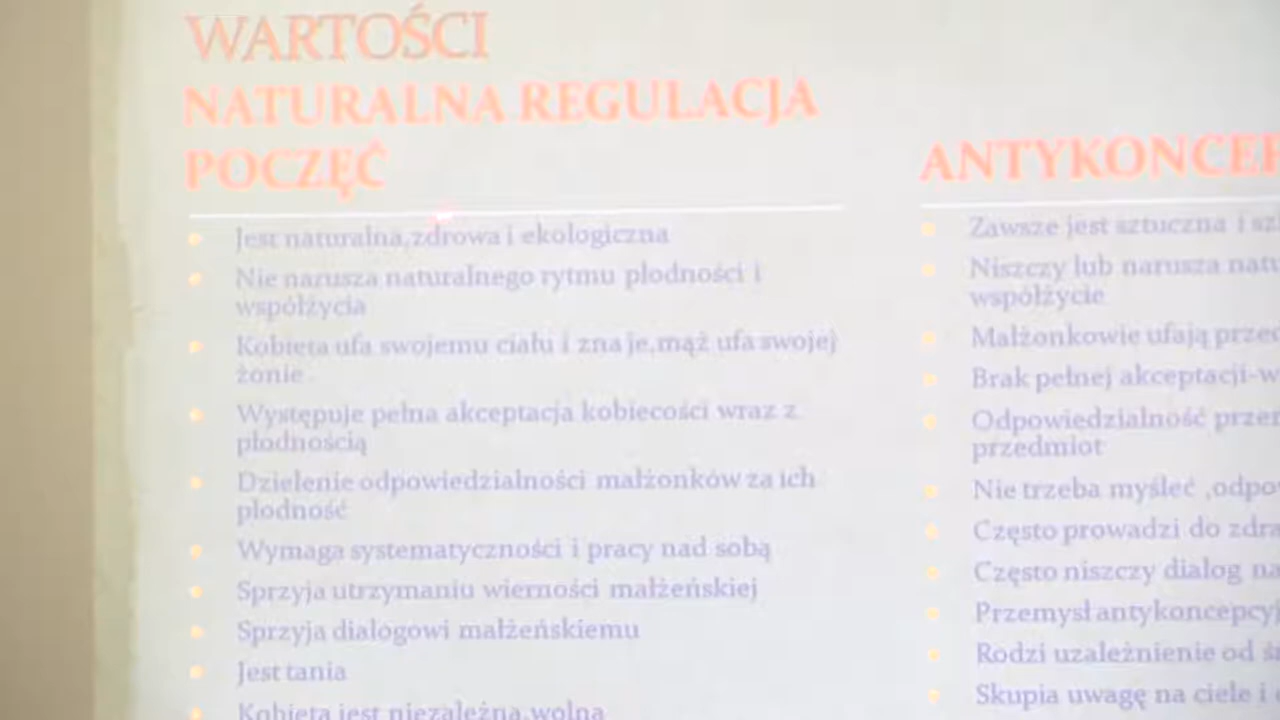 WARTOŚCI
NATURALNA REGULACJA
POCZĘĆ
Jest naturalna,zdrowa i ekologiczna
Nie narusza naturalnego rytmu płodności i
współżycia
Kobieta ufa swojemu ciału i zna je,mąż ufa swojej
żonie
Występuje pełna akceptacja kobiecości wraz z
płodnością
Dzielenie odpowiedzialności małżonków za ich
płodność
Wymaga systematyczności i pracy nad sobą
Sprzyja utrzymaniu wierności małżeńskiej
Sprzyja dialogowi małżeńskiemu
Jest tania
Kobieta jest niezależna,wolna
Zawsze jest sztuczna i
Niszczy lub narusza
współżycie
Małżonkowie ufają
Brak pełnej akceptacji-w
Odpowiedzialność
przedmiot
Nie trzeba myśleć
Często prowadzi do
Często niszczy dialog
Przemysł
Rodzi uzależnienie od
Skupia uwagę na ciele i